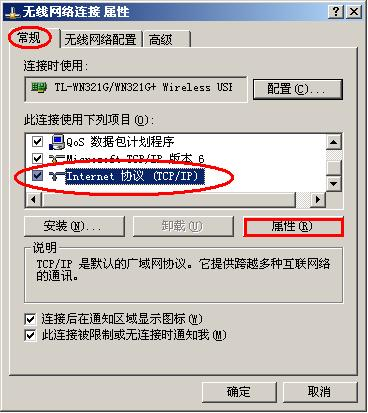 无线网络连接 属性
常规 无线网络配置 高级
连接时使用:
TL-WN321G/WN321G+ Wireless USI
配置(C)...
此连接使用下列项目(O):
QoS 数据包计划程序
Microsoft TCP/IP 版本 6
Internet 协议 (TCP/IP)
安装(N)... 卸载(U) 属性(R)
说明
TCP/IP 是默认的广域网协议。它提供跨越多种互联网络
的通讯。
连接后在通知区域显示图标(W)
此连接被限制或无连接时通知我(M)
确定 取消